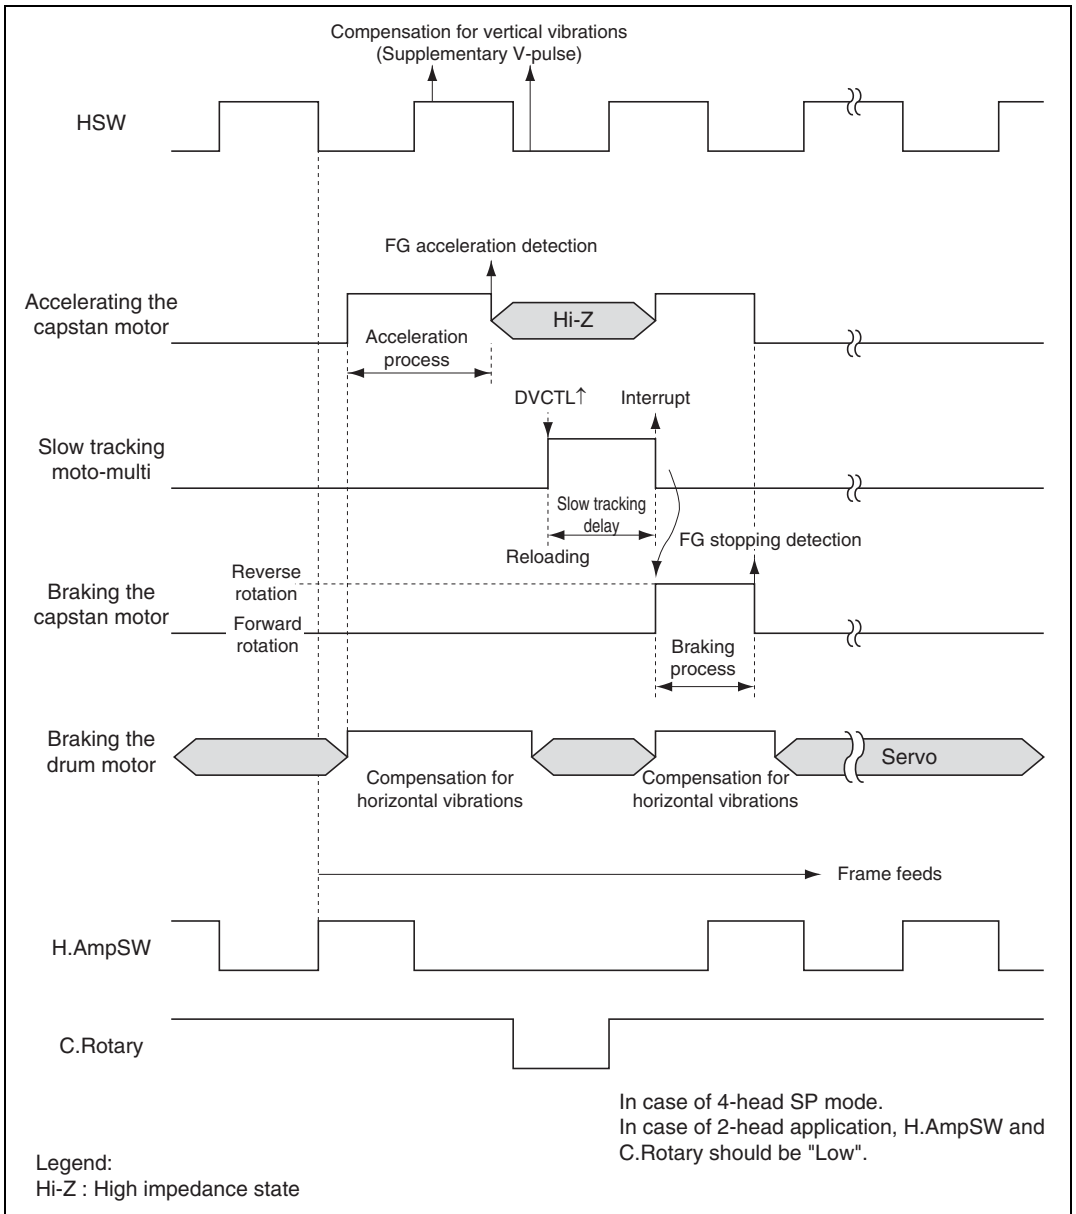 Compensation for vertical vibrations
(Supplementary V-pulse)
HSW
FG acceleration detection
Accelerating the
capstan motor
Hi-Z
Acceleration
process
DVCTL↑
Interrupt
Slow tracking
moto-multi
Slow tracking
delay
FG stopping detection
Reloading
Reverse
rotation
Braking the
capstan motor
Forward
rotation
Braking
process
Braking the
drum motor
Servo
Compensation for
horizontal vibrations
Compensation for
horizontal vibrations
Frame feeds
H.AmpSW
C.Rotary
In case of 4-head SP mode.
In case of 2-head application, H.AmpSW and
C.Rotary should be "Low".
Legend:
Hi-Z : High impedance state